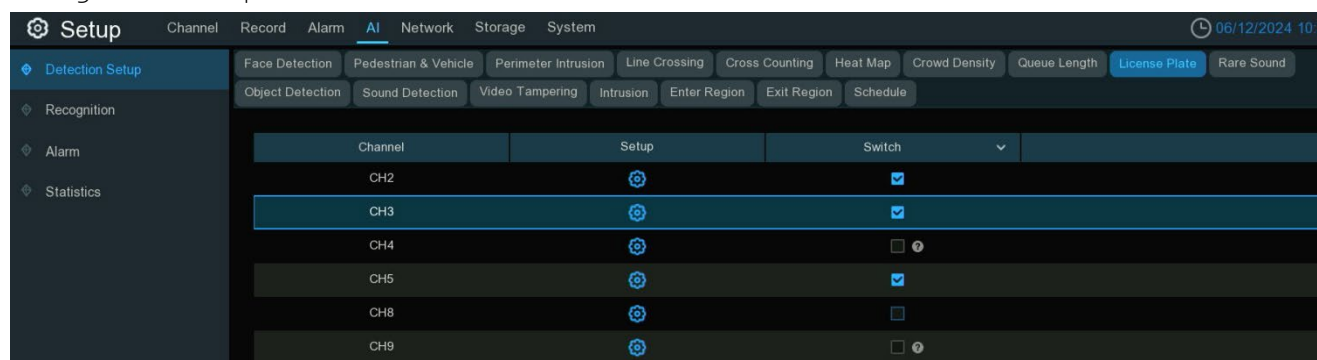 Setup Channel Record Alarm AI Network Storage System 06/12/2024 10:
Detection Setup
Recognition
Alarm
Statistics
Face Detection Pedestrian & Vehicle Perimeter Intrusion Line Crossing Cross Counting Heat Map Crowd Density Queue Length License Plate Rare Sound
Object Detection Sound Detection Video Tampering Intrusion Enter Region Exit Region Schedule
Channel Setup Switch
CH2
CH3
CH4 ?
CH5
CH8
CH9 ?